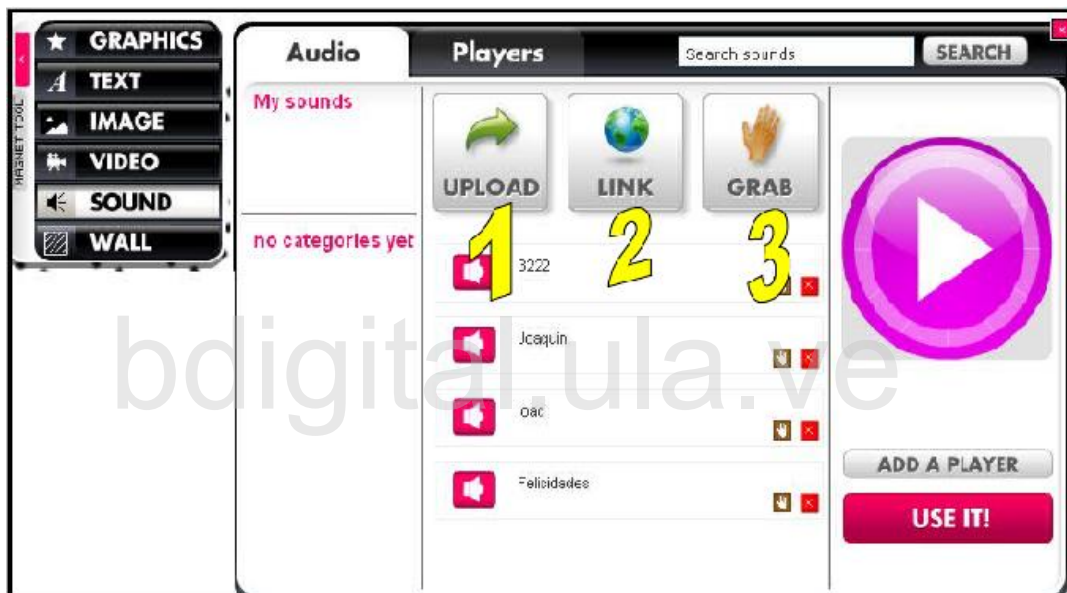 GRAPHICS
TEXT
IMAGE
VIDEO
SOUND
WALL
MAGNET TOOL
Audio
Players
Search sounds
SEARCH
My sounds
no categories yet
UPLOAD
LINK
GRAB
1
2
3
3222
Joaquin
Felicidades
ADD A PLAYER
USE IT!
bdigital.ula.ve